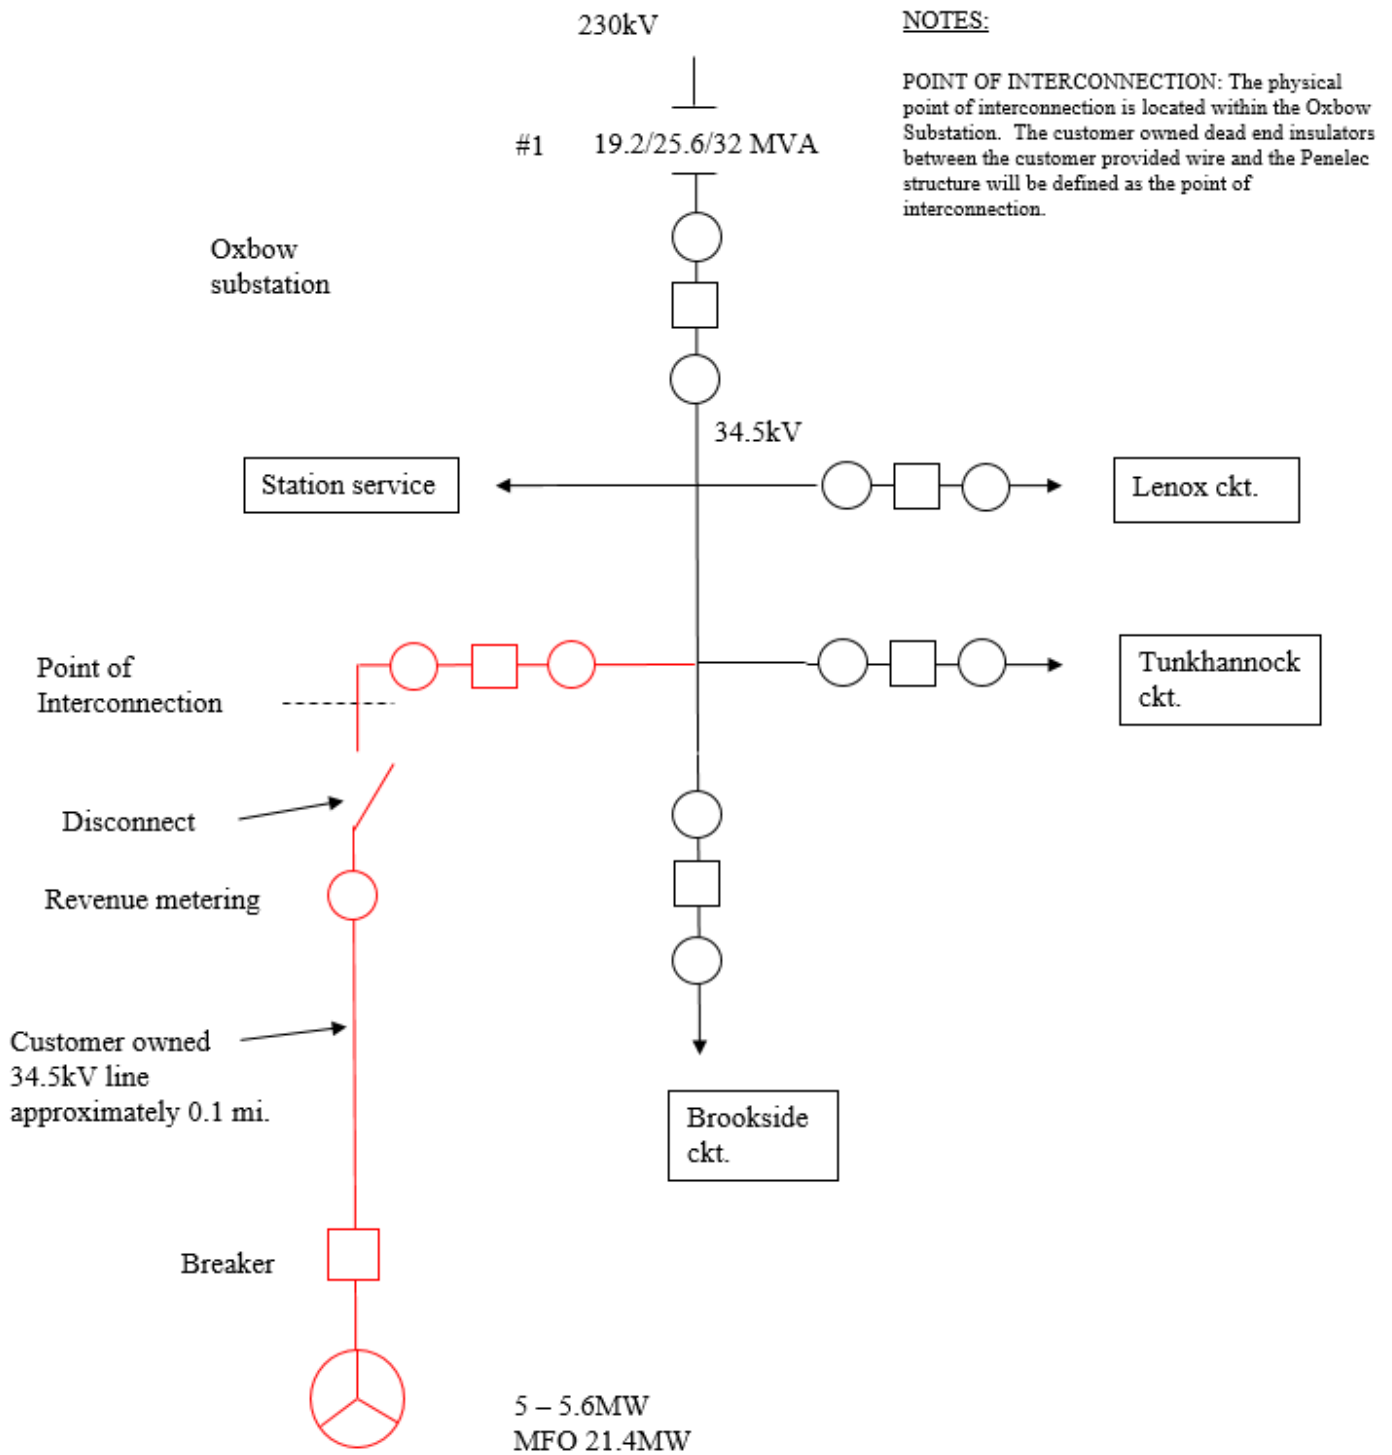 230kV
NOTES:
POINT OF INTERCONNECTION: The physical
point of interconnection is located within the Oxbow
Substation. The customer owned dead end insulators
between the customer provided wire and the Penelec
structure will be defined as the point of
interconnection.
#1 19.2/25.6/32 MVA
Oxbow
substation
34.5kV
Station service
Lenox ckt.
Point of
Interconnection
Tunkhannock
ckt.
Disconnect
Revenue metering
Customer owned
34.5kV line
approximately 0.1 mi.
Brookside
ckt.
Breaker
5 – 5.6MW
MFO 21.4MW